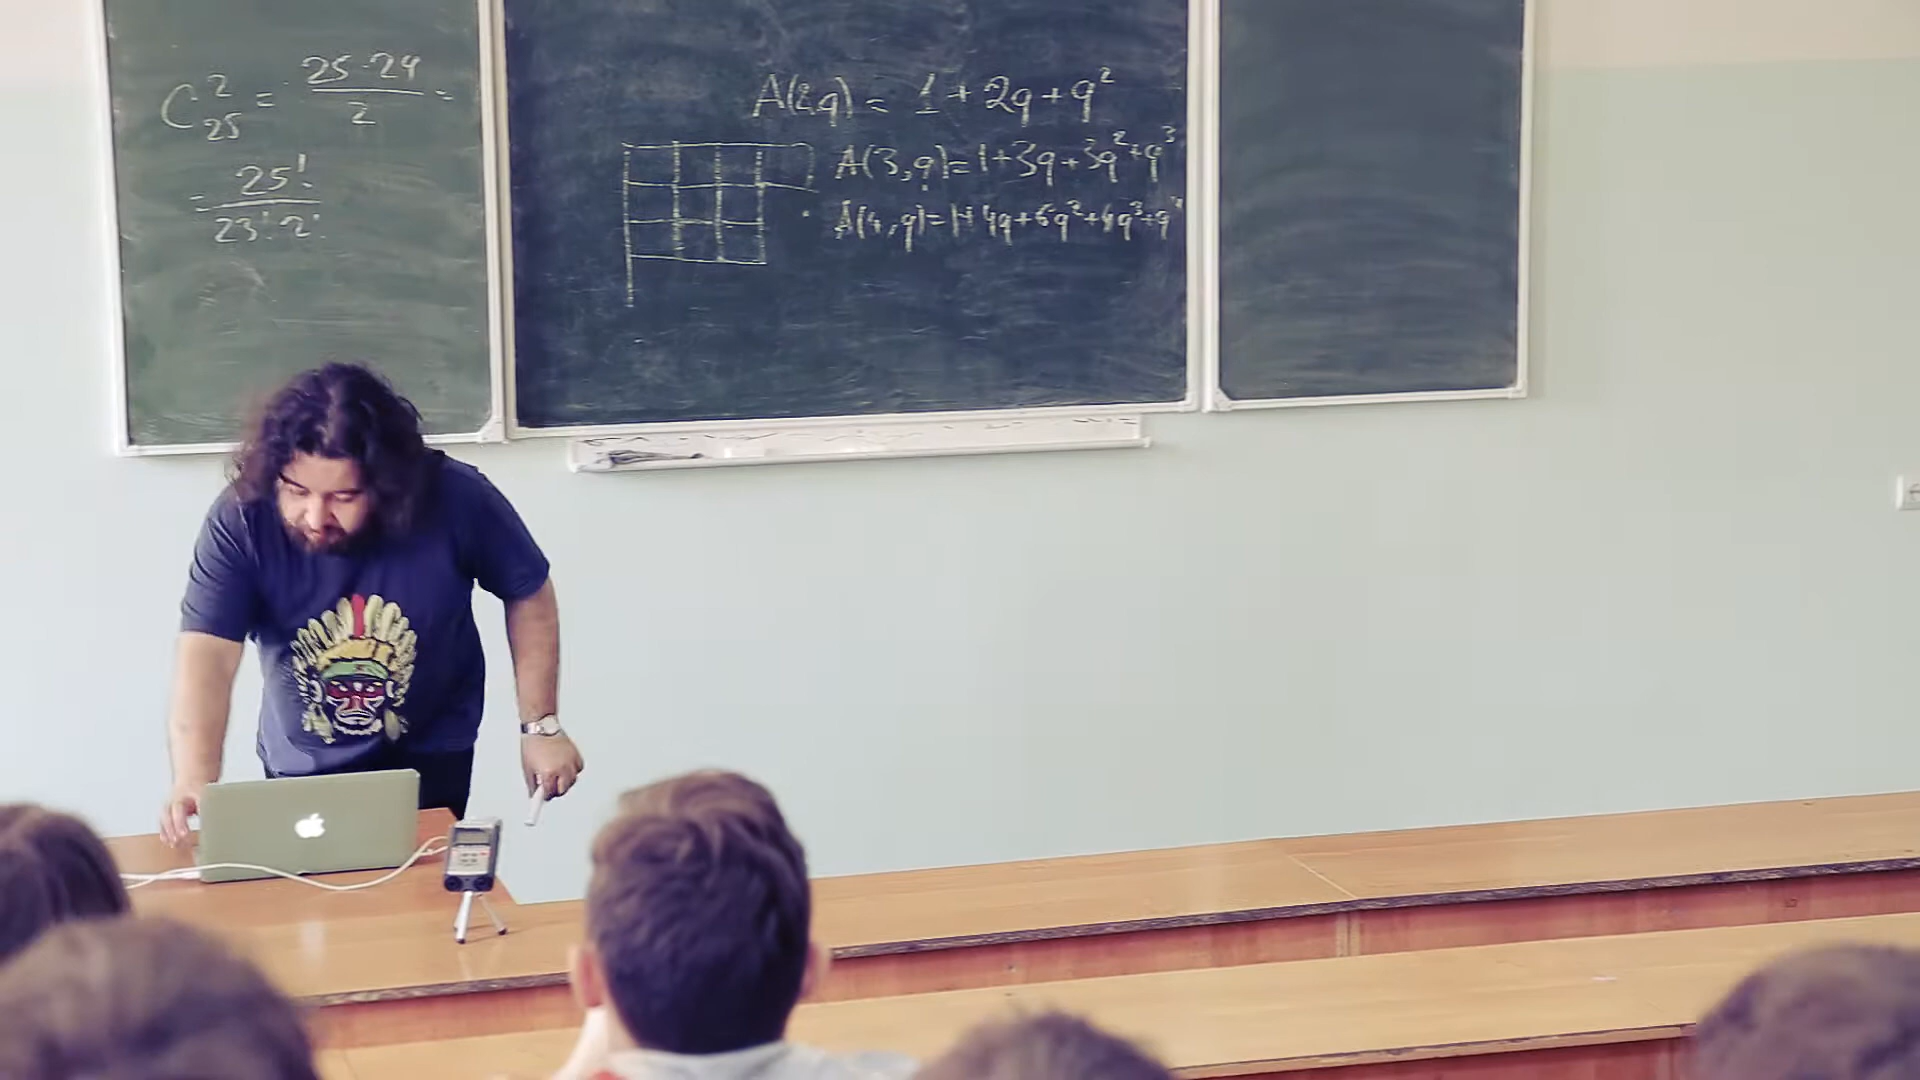 C²₂₅ = 25·24/2 =
= 25!/23!·2!
A(2,q) = 1+2q+q²
A(3,q)=1+3q+3q²+q³
A(4,q)=1+4q+6q²+4q³+q⁴